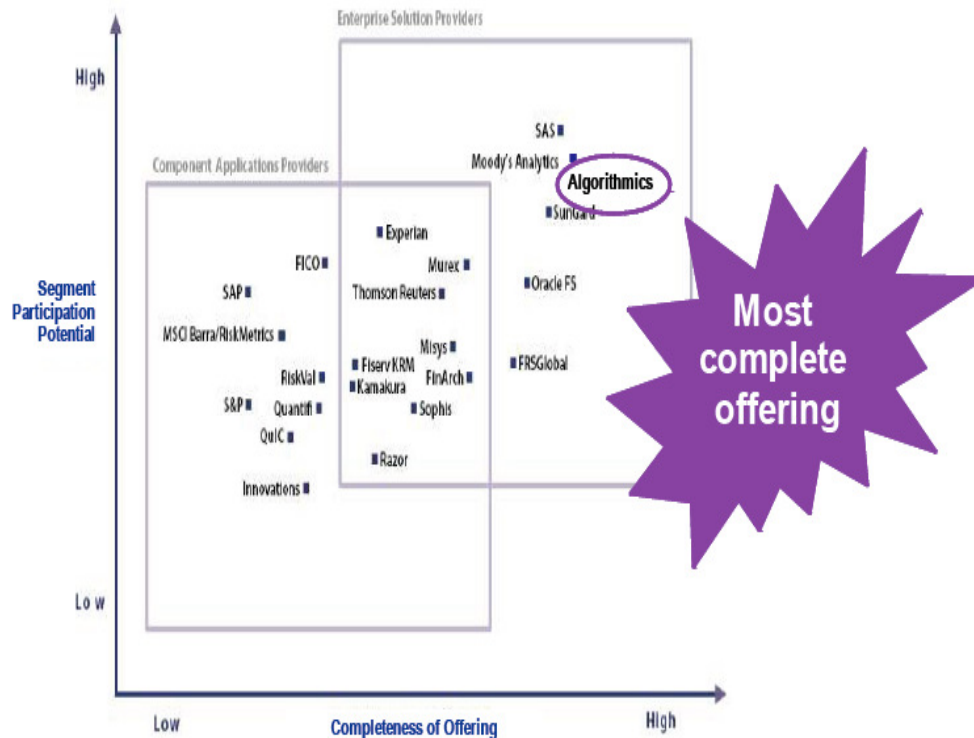 Enterprise Solution Providers
High
SAS
Moody's Analytics
Component Applications Providers
Algorithmics
SunGard
Experian
FICO
Murex
Segment
Participation
Potential
SAP
Thomson Reuters
Oracle FS
Most
complete
offering
MSCI Barra/RiskMetrics
Misys
Fiserv KRM
FRSGlobal
RiskVal
Kamakura
FinArch
S&P
Quantifi
Sophis
QuIC
Razor
Innovations
Low
Low
Completeness of Offering
High